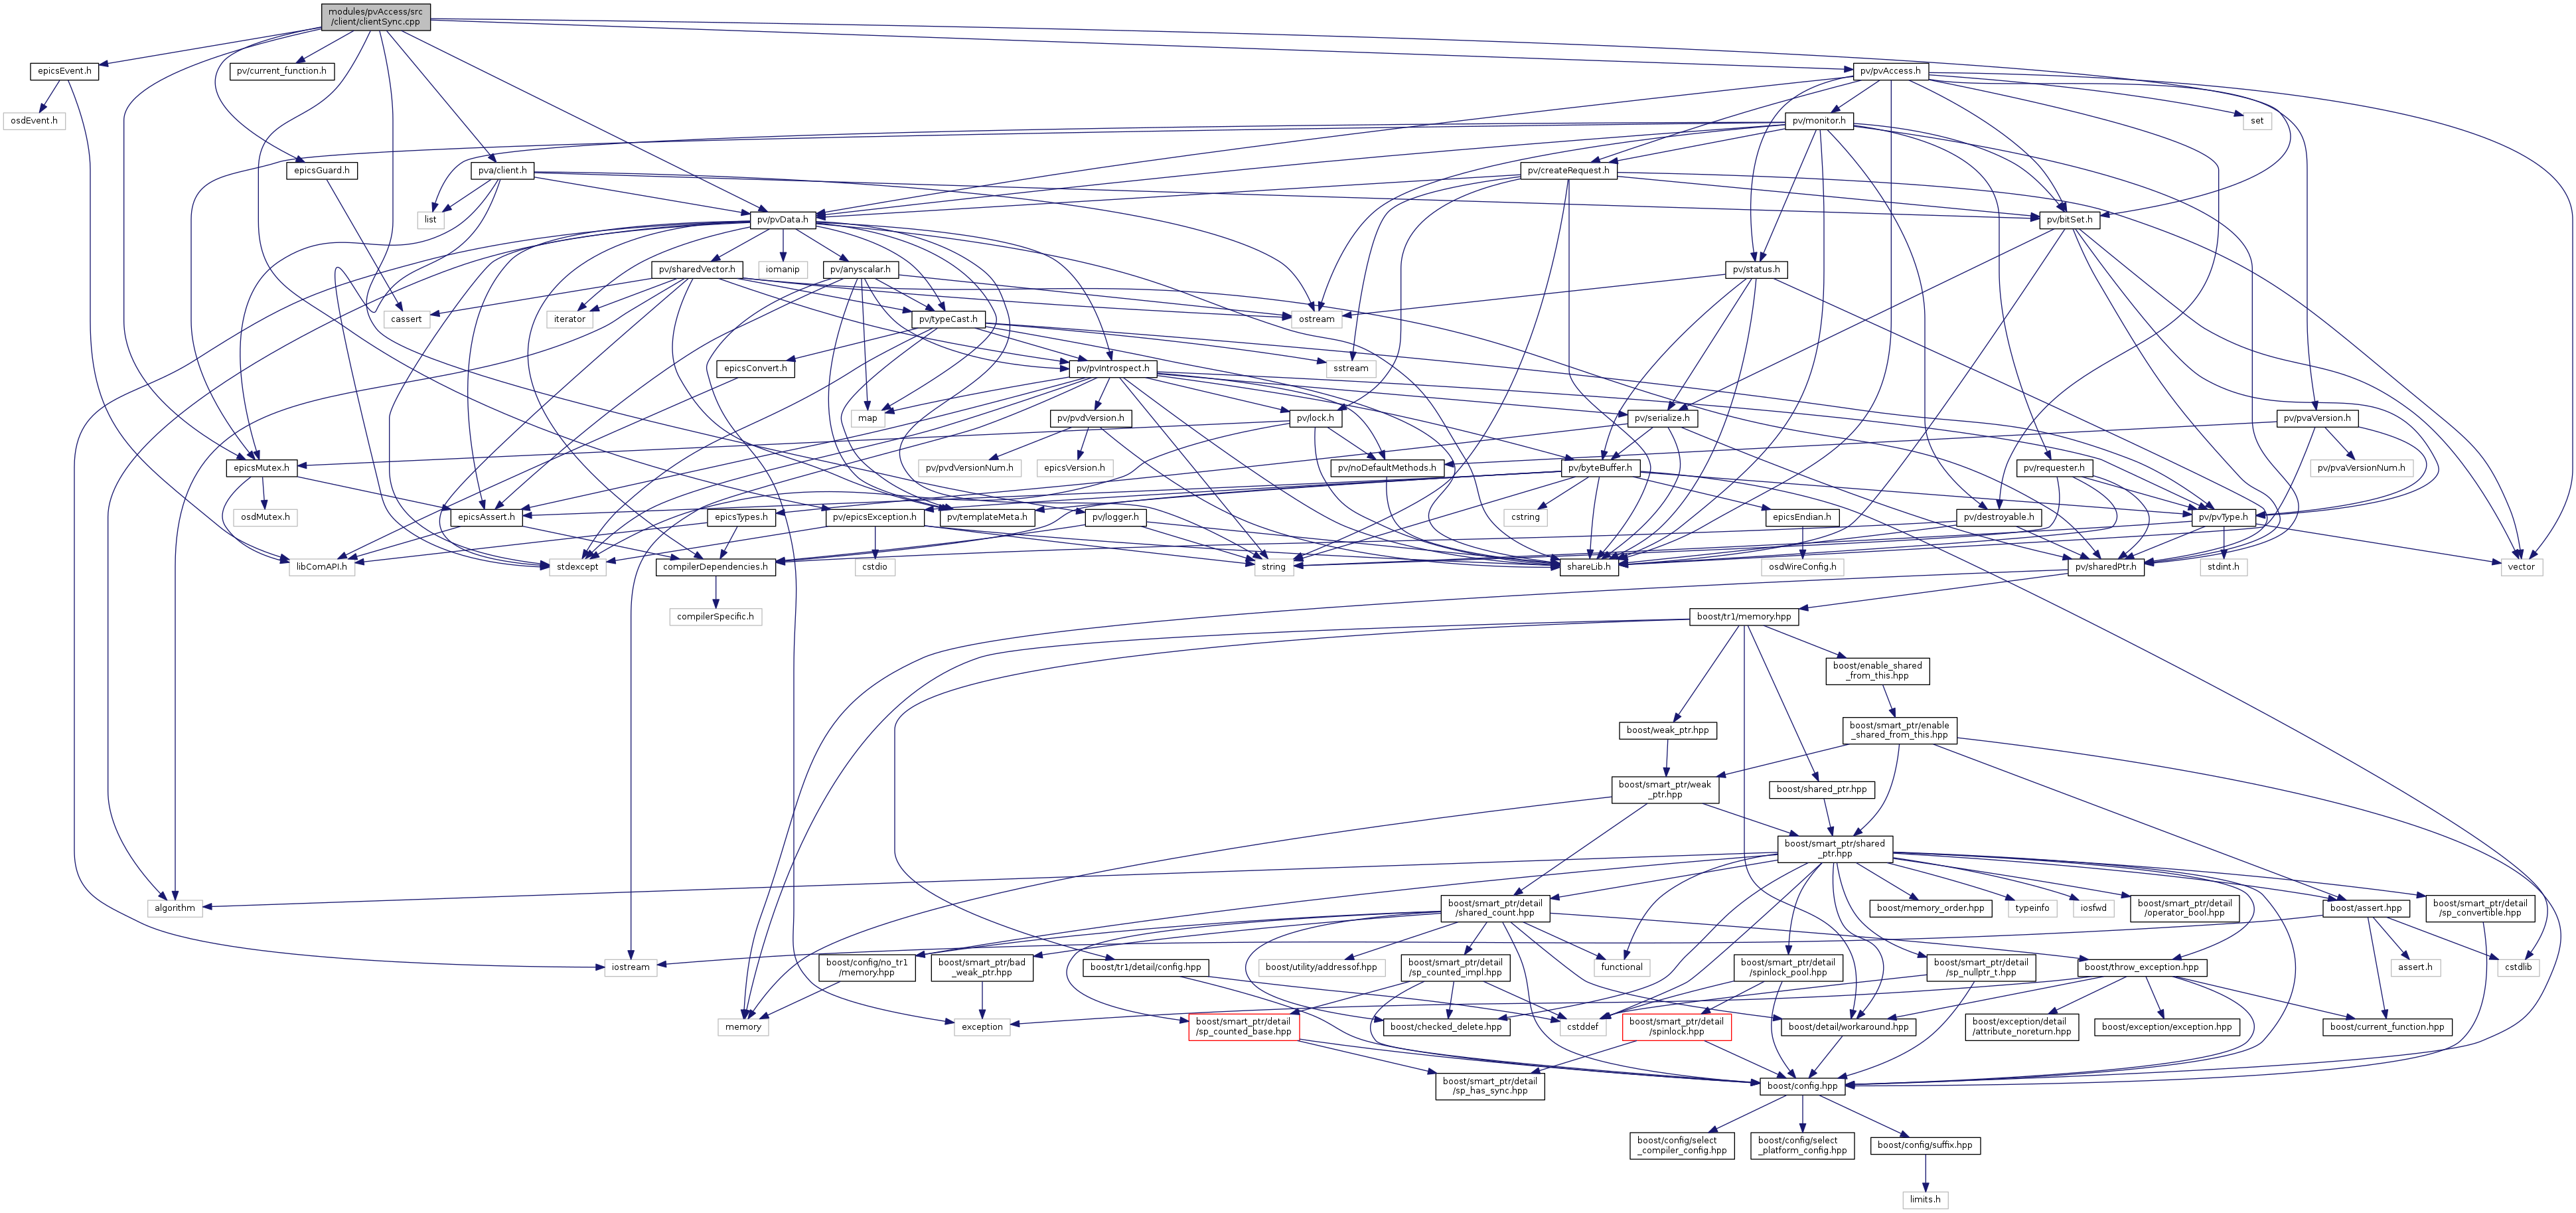 modules/pvAccess/src
/client/clientSync.cpp
epicsEvent.h
pv/current_function.h
pv/pvAccess.h
osdEvent.h
pv/monitor.h
set
epicsGuard.h
pva/client.h
pv/createRequest.h
list
pv/pvData.h
pv/bitSet.h
pv/sharedVector.h
iomanip
pv/anyscalar.h
pv/status.h
cassert
iterator
pv/typeCast.h
ostream
epicsConvert.h
pv/pvIntrospect.h
sstream
map
pv/pvdVersion.h
pv/lock.h
pv/serialize.h
pv/pvaVersion.h
epicsMutex.h
pv/pvdVersionNum.h
epicsVersion.h
pv/noDefaultMethods.h
pv/byteBuffer.h
pv/requester.h
pv/pvaVersionNum.h
osdMutex.h
epicsAssert.h
epicsTypes.h
pv/epicsException.h
pv/templateMeta.h
pv/logger.h
cstring
epicsEndian.h
pv/destroyable.h
pv/pvType.h
libComAPI.h
stdexcept
compilerDependencies.h
cstdio
string
shareLib.h
osdWireConfig.h
pv/sharedPtr.h
stdint.h
vector
compilerSpecific.h
boost/tr1/memory.hpp
boost/enable_shared
_from_this.hpp
boost/weak_ptr.hpp
boost/smart_ptr/enable
_shared_from_this.hpp
boost/smart_ptr/weak
_ptr.hpp
boost/shared_ptr.hpp
boost/smart_ptr/shared
_ptr.hpp
algorithm
boost/smart_ptr/detail
/shared_count.hpp
boost/memory_order.hpp
typeinfo
iosfwd
boost/smart_ptr/detail
/operator_bool.hpp
boost/assert.hpp
boost/smart_ptr/detail
/sp_convertible.hpp
iostream
boost/config/no_tr1
/memory.hpp
boost/smart_ptr/bad
_weak_ptr.hpp
boost/tr1/detail/config.hpp
boost/utility/addressof.hpp
boost/smart_ptr/detail
/sp_counted_impl.hpp
functional
boost/smart_ptr/detail
/spinlock_pool.hpp
boost/smart_ptr/detail
/sp_nullptr_t.hpp
boost/throw_exception.hpp
assert.h
cstdlib
memory
exception
boost/smart_ptr/detail
/sp_counted_base.hpp
boost/checked_delete.hpp
cstddef
boost/smart_ptr/detail
/spinlock.hpp
boost/detail/workaround.hpp
boost/exception/detail
/attribute_noreturn.hpp
boost/exception/exception.hpp
boost/current_function.hpp
boost/smart_ptr/detail
/sp_has_sync.hpp
boost/config.hpp
boost/config/select
_compiler_config.hpp
boost/config/select
_platform_config.hpp
boost/config/suffix.hpp
limits.h